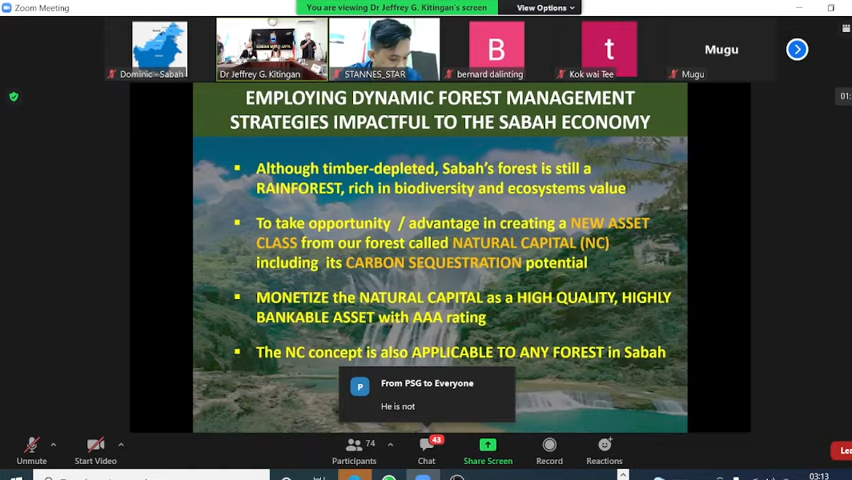 Zoom Meeting
You are viewing Dr Jeffrey G. Kitingan's screen
View Options
B
t
Mugu
Dominic - Sabah
Dr Jeffrey G. Kitingan
STANNES_STAR
bernard dalinting
Kok wai Tee
Mugu
EMPLOYING DYNAMIC FOREST MANAGEMENT
STRATEGIES IMPACTFUL TO THE SABAH ECONOMY
01:
▪ Although timber-depleted, Sabah's forest is still a
RAINFOREST, rich in biodiversity and ecosystems value
▪ To take opportunity / advantage in creating a NEW ASSET
CLASS from our forest called NATURAL CAPITAL (NC)
including its CARBON SEQUESTRATION potential
▪ MONETIZE the NATURAL CAPITAL as a HIGH QUALITY, HIGHLY
BANKABLE ASSET with AAA rating
▪ The NC concept is also APPLICABLE TO ANY FOREST in Sabah
P
From PSG to Everyone
He is not
74
43
Unmute
Start Video
Participants
Chat
Share Screen
Record
Reactions
Lea
03:13